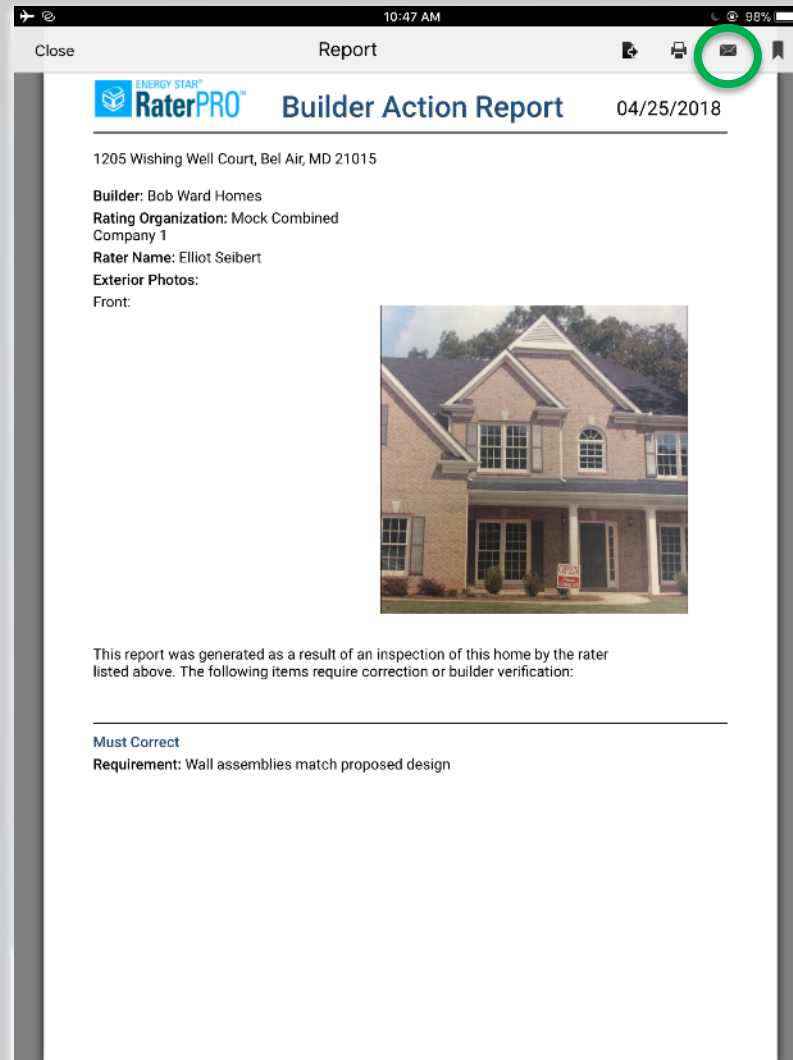 10:47 AM
98%
Close
Report
ENERGY STAR®
RaterPRO™
Builder Action Report
04/25/2018
1205 Wishing Well Court, Bel Air, MD 21015
Builder: Bob Ward Homes
Rating Organization: Mock Combined
Company 1
Rater Name: Elliot Seibert
Exterior Photos:
Front:
OPEN
This report was generated as a result of an inspection of this home by the rater
listed above. The following items require correction or builder verification:
Must Correct
Requirement: Wall assemblies match proposed design